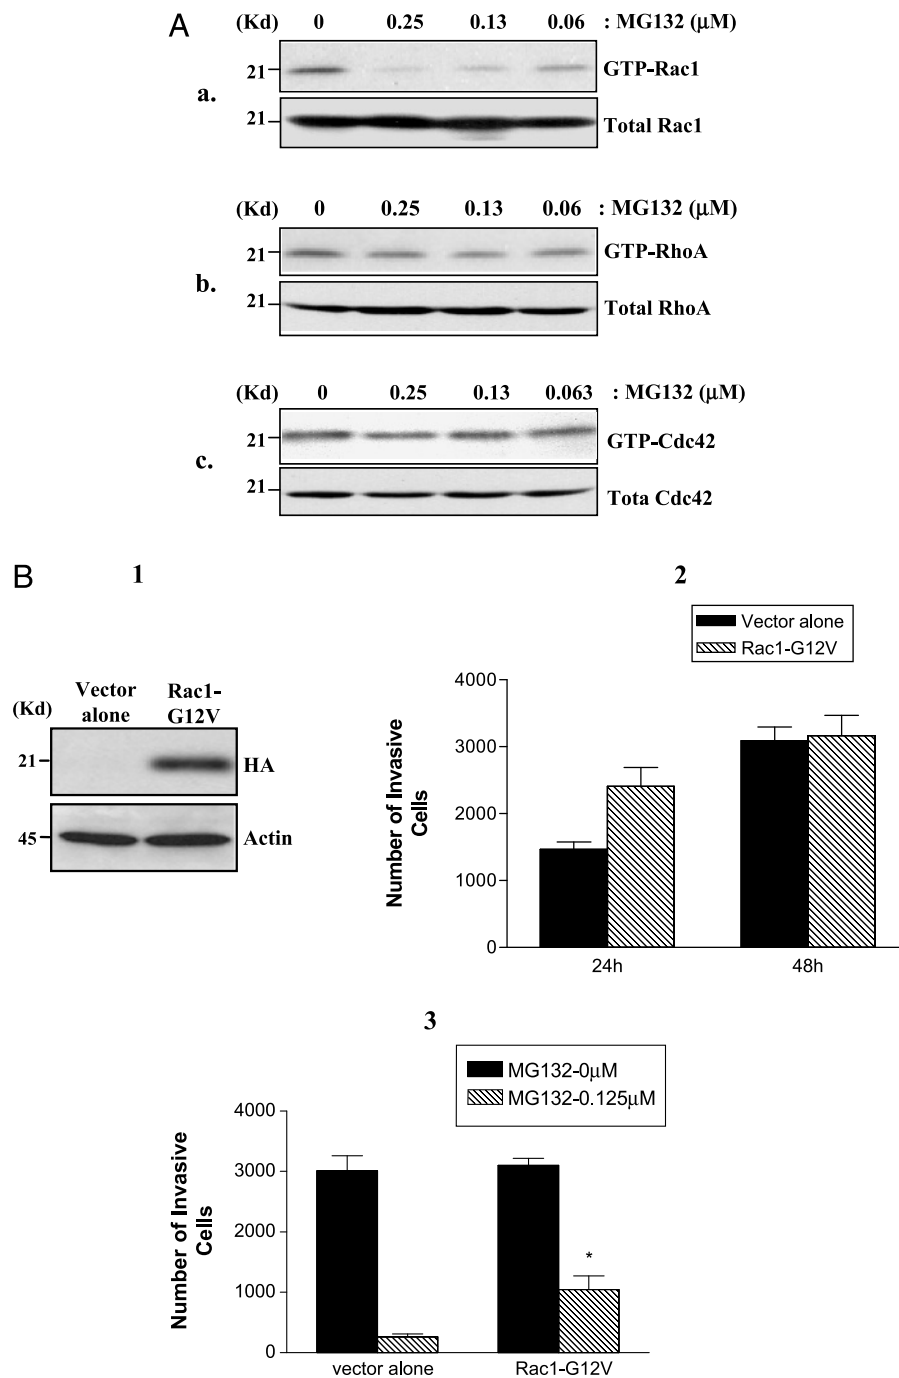 A (Kd) 0 0.25 0.13 0.06 : MG132 (μM)
21 GTP-Rac1
a.
21 Total Rac1
(Kd) 0 0.25 0.13 0.06 : MG132 (μM)
21 GTP-RhoA
b.
21 Total RhoA
(Kd) 0 0.25 0.13 0.063 : MG132 (μM)
21 GTP-Cdc42
c.
21 Tota Cdc42
B 1
Vector alone
Rac1-G12V
(Kd)
21 HA
45 Actin
2
Vector alone
Rac1-G12V
4000
3000
2000
1000
0
Number of Invasive
Cells
24h 48h
3
MG132-0μM
MG132-0.125μM
4000
3000
2000
1000
0
Number of Invasive
Cells
*
vector alone Rac1-G12V